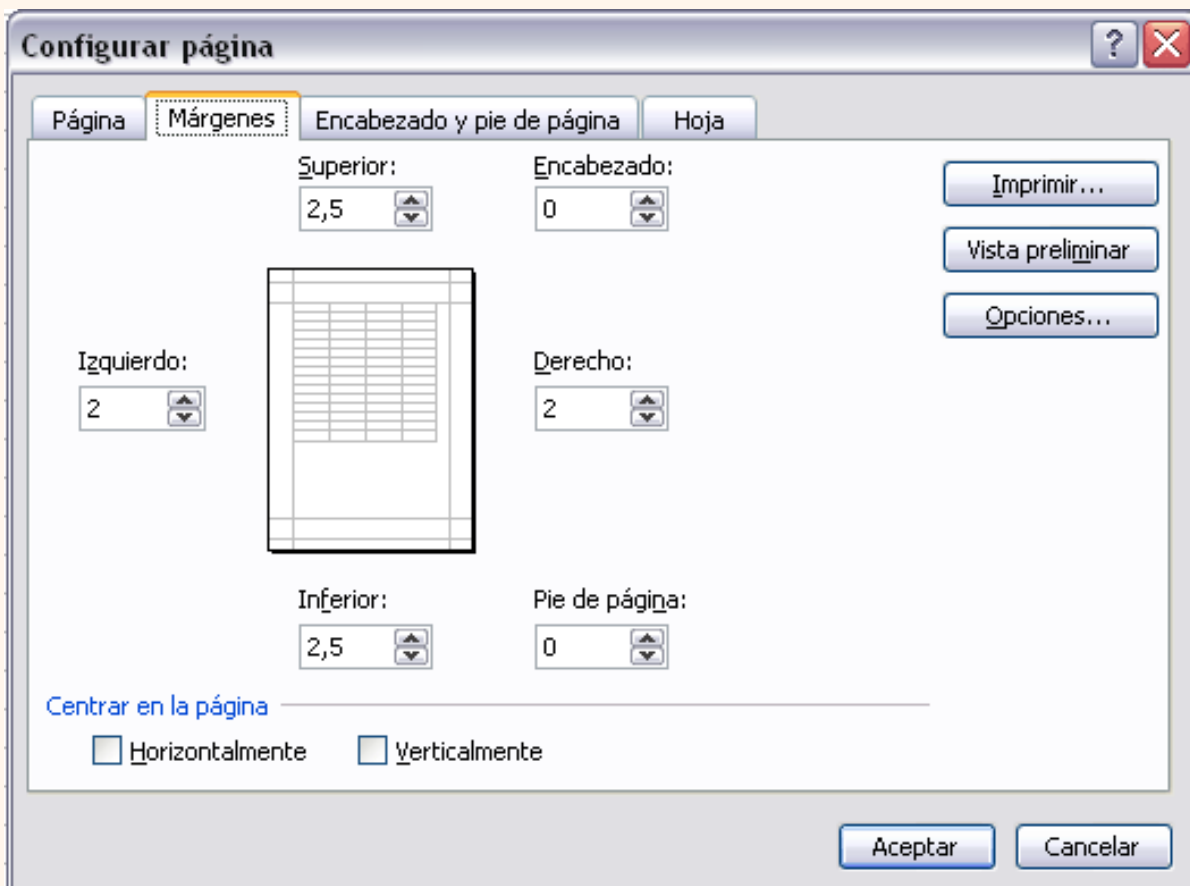 Configurar página
Página Márgenes Encabezado y pie de página Hoja
Superior: Encabezado:
2,5 0
Imprimir...
Vista preliminar
Opciones...
Izquierdo: Derecho:
2 2
Inferior: Pie de página:
2,5 0
Centrar en la página
Horizontalmente Verticalmente
Aceptar Cancelar